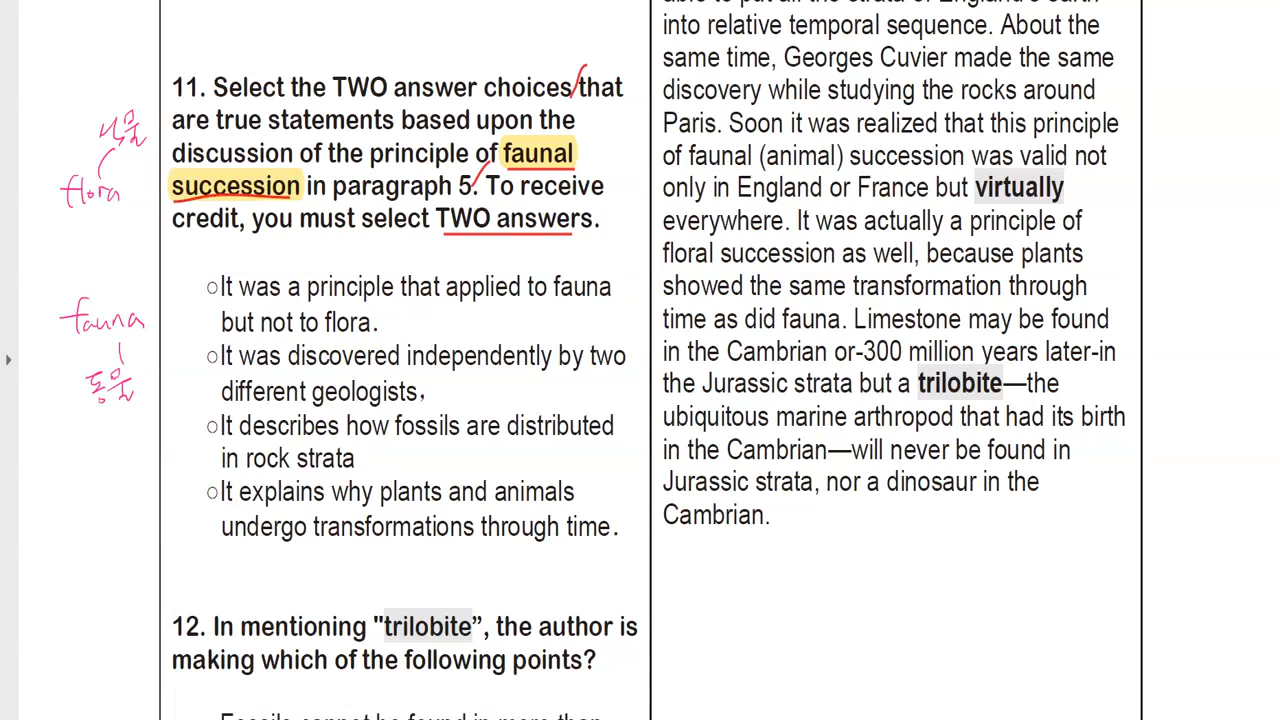 11. Select the TWO answer choices that
are true statements based upon the
discussion of the principle of faunal
succession in paragraph 5. To receive
credit, you must select TWO answers.
식물
flora
fauna
동물
○It was a principle that applied to fauna
but not to flora.
○It was discovered independently by two
different geologists,
○It describes how fossils are distributed
in rock strata
○It explains why plants and animals
undergo transformations through time.
12. In mentioning "trilobite”, the author is
making which of the following points?
Fossils cannot be found in more than
able to put all the strata of England's earth
into relative temporal sequence. About the
same time, Georges Cuvier made the same
discovery while studying the rocks around
Paris. Soon it was realized that this principle
of faunal (animal) succession was valid not
only in England or France but virtually
everywhere. It was actually a principle of
floral succession as well, because plants
showed the same transformation through
time as did fauna. Limestone may be found
in the Cambrian or-300 million years later-in
the Jurassic strata but a trilobite—the
ubiquitous marine arthropod that had its birth
in the Cambrian—will never be found in
Jurassic strata, nor a dinosaur in the
Cambrian.